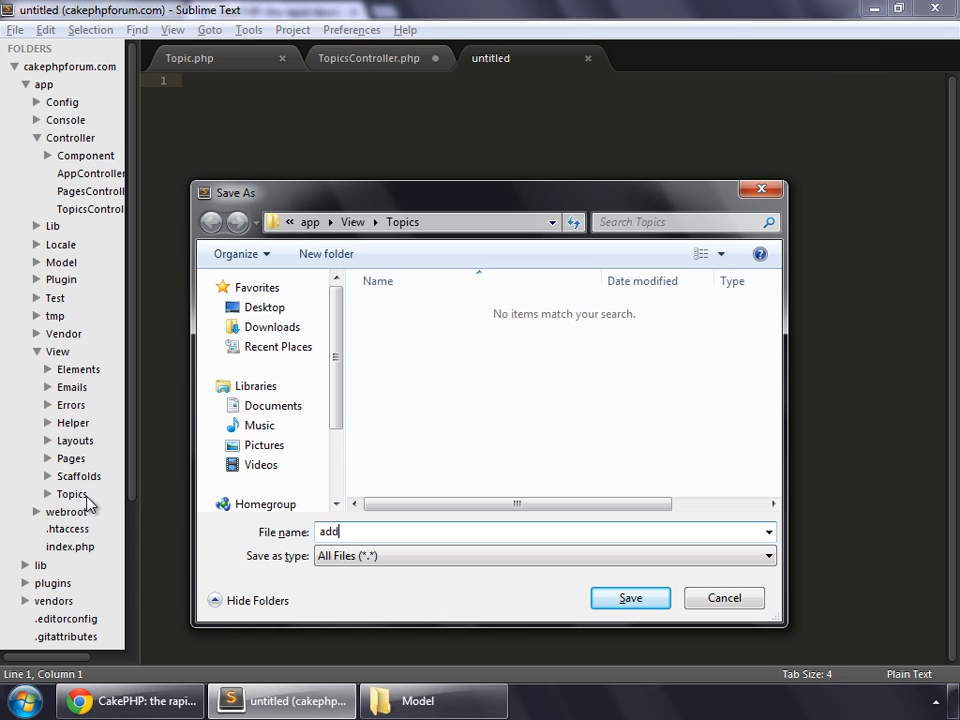 untitled (cakephpforum.com) - Sublime Text
File Edit Selection Find View Goto Tools Project Preferences Help
FOLDERS
cakephpforum.com
app
Config
Console
Controller
Component
AppController
PagesControll
TopicsControl
Lib
Locale
Model
Plugin
Test
tmp
Vendor
View
Elements
Emails
Errors
Helper
Layouts
Pages
Scaffolds
Topics
webroot
.htaccess
index.php
lib
plugins
vendors
.editorconfig
.gitattributes
Topic.php
TopicsController.php
untitled
1
Save As
« app View Topics
Search Topics
Organize New folder
Name Date modified Type
No items match your search.
Favorites
Desktop
Downloads
Recent Places
Libraries
Documents
Music
Pictures
Videos
Homegroup
File name: add
Save as type: All Files (*.*)
Hide Folders
Save
Cancel
Line 1, Column 1
Tab Size: 4
Plain Text
CakePHP: the rapi...
untitled (cakephp...
Model